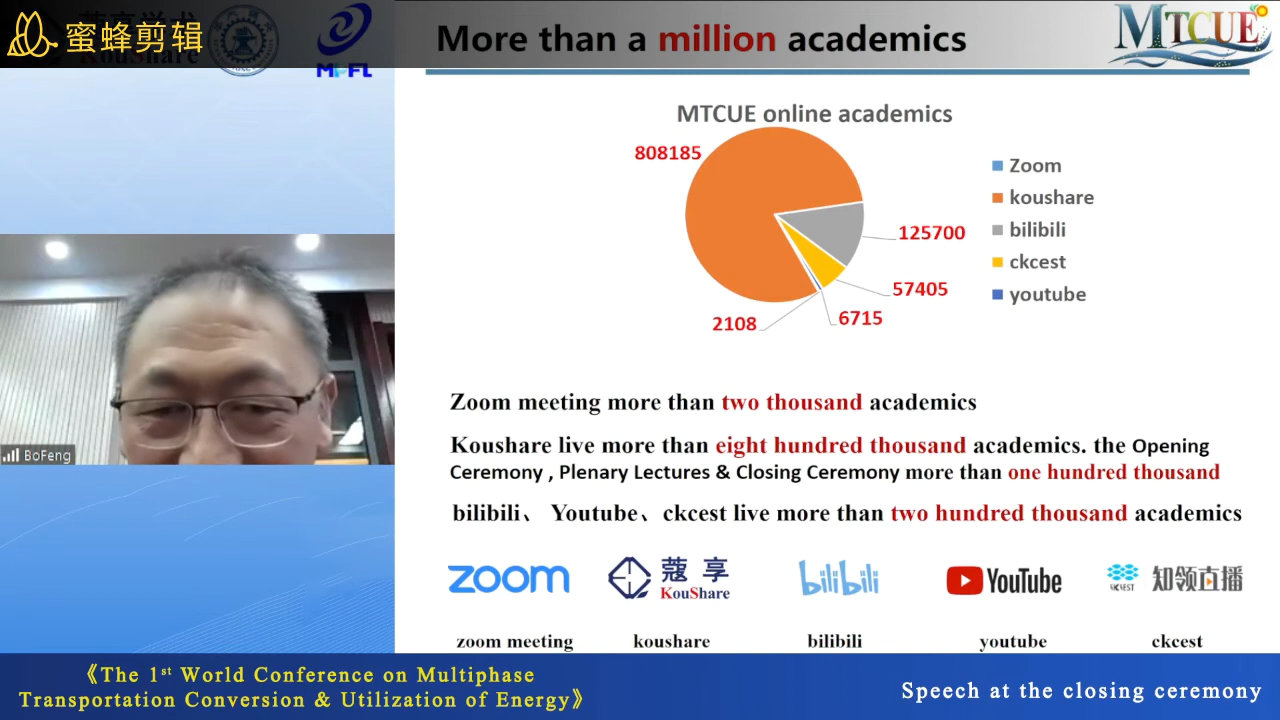 蜜蜂剪辑
KouShare
MPFL
More than a million academics
MTCUE
MTCUE online academics
808185
125700
57405
6715
2108
Zoom
koushare
bilibili
ckcest
youtube
BoFeng
Zoom meeting more than two thousand academics
Koushare live more than eight hundred thousand academics. the Opening
Ceremony , Plenary Lectures & Closing Ceremony more than one hundred thousand
bilibili、 Youtube、ckcest live more than two hundred thousand academics
zoom
蔻享
KouShare
bilibili
YouTube
CKCEST
知领直播
zoom meeting
koushare
bilibili
youtube
ckcest
《The 1st World Conference on Multiphase
Transportation Conversion & Utilization of Energy》
Speech at the closing ceremony